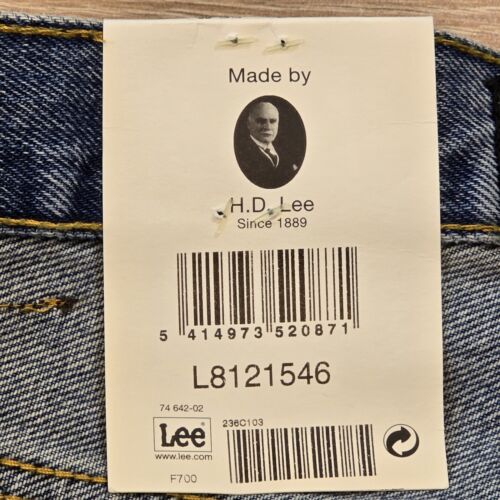 Made by
H.D. Lee
Since 1889
5 414973 520871
L8121546
74 642-02
236C103
Lee
www.lee.com
F700